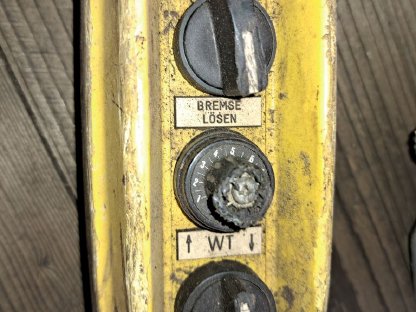 BREMSE
LÖSEN
↑ WT ↓